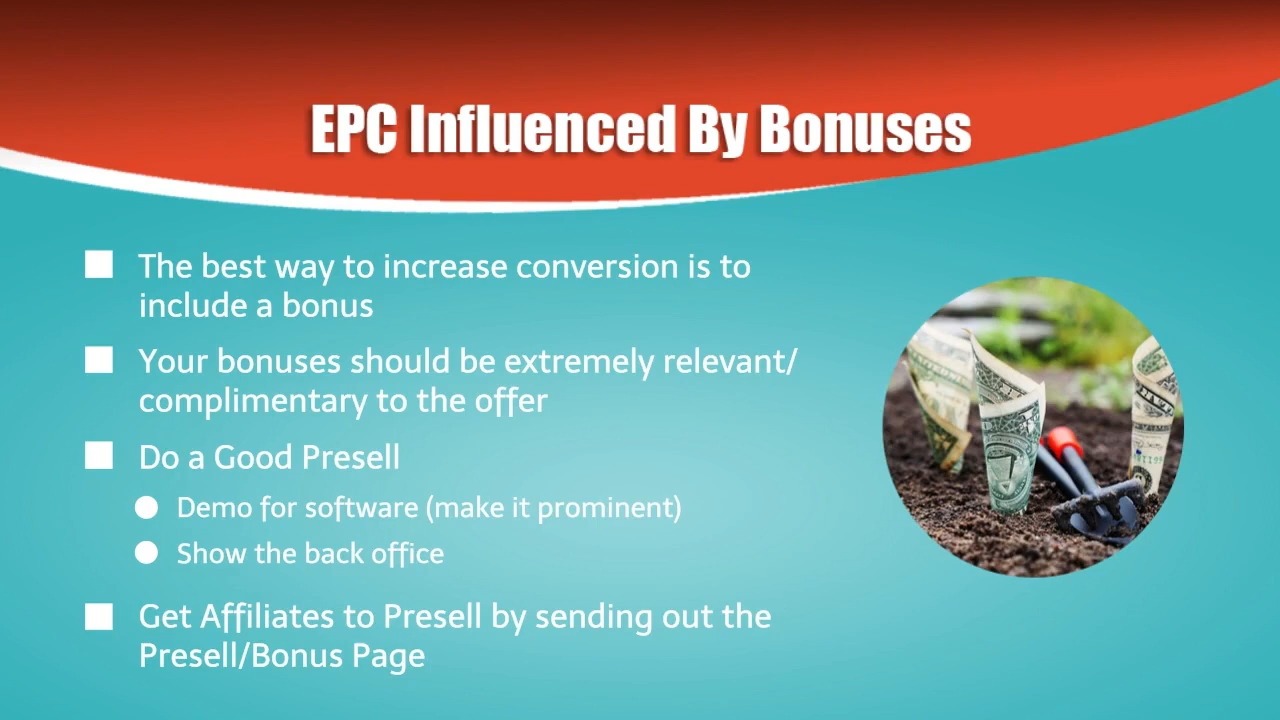 EPC Influenced By Bonuses
The best way to increase conversion is to
include a bonus
Your bonuses should be extremely relevant/
complimentary to the offer
Do a Good Presell
Demo for software (make it prominent)
Show the back office
Get Affiliates to Presell by sending out the
Presell/Bonus Page